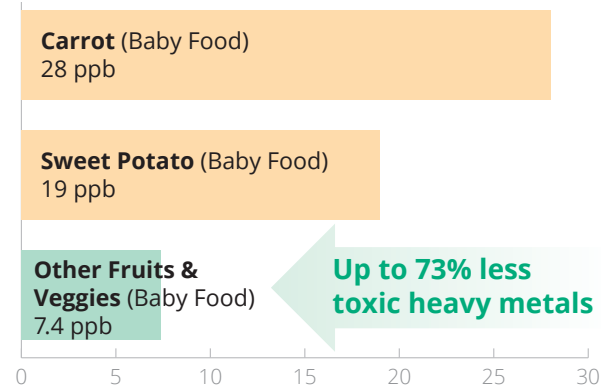 Carrot (Baby Food)
28 ppb
Sweet Potato (Baby Food)
19 ppb
Other Fruits &
Veggies (Baby Food)
7.4 ppb
Up to 73% less
toxic heavy metals
0 5 10 15 20 25 30